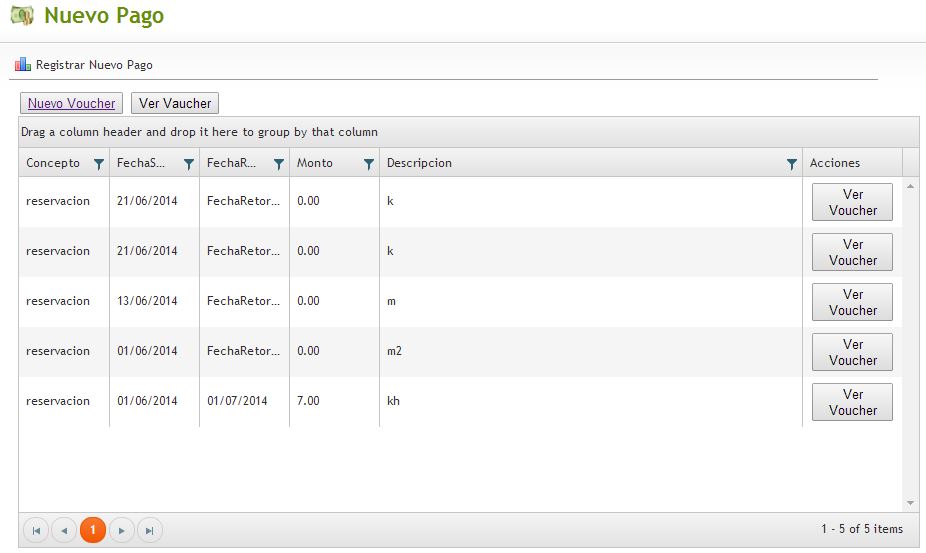 Nuevo Pago
Registrar Nuevo Pago
Nuevo Voucher Ver Vaucher
Drag a column header and drop it here to group by that column
Concepto FechaS... FechaR... Monto Descripcion Acciones
reservacion 21/06/2014 FechaRetor... 0.00 k Ver Voucher
reservacion 21/06/2014 FechaRetor... 0.00 k Ver Voucher
reservacion 13/06/2014 FechaRetor... 0.00 m Ver Voucher
reservacion 01/06/2014 FechaRetor... 0.00 m2 Ver Voucher
reservacion 01/06/2014 01/07/2014 7.00 kh Ver Voucher
1 1 - 5 of 5 items